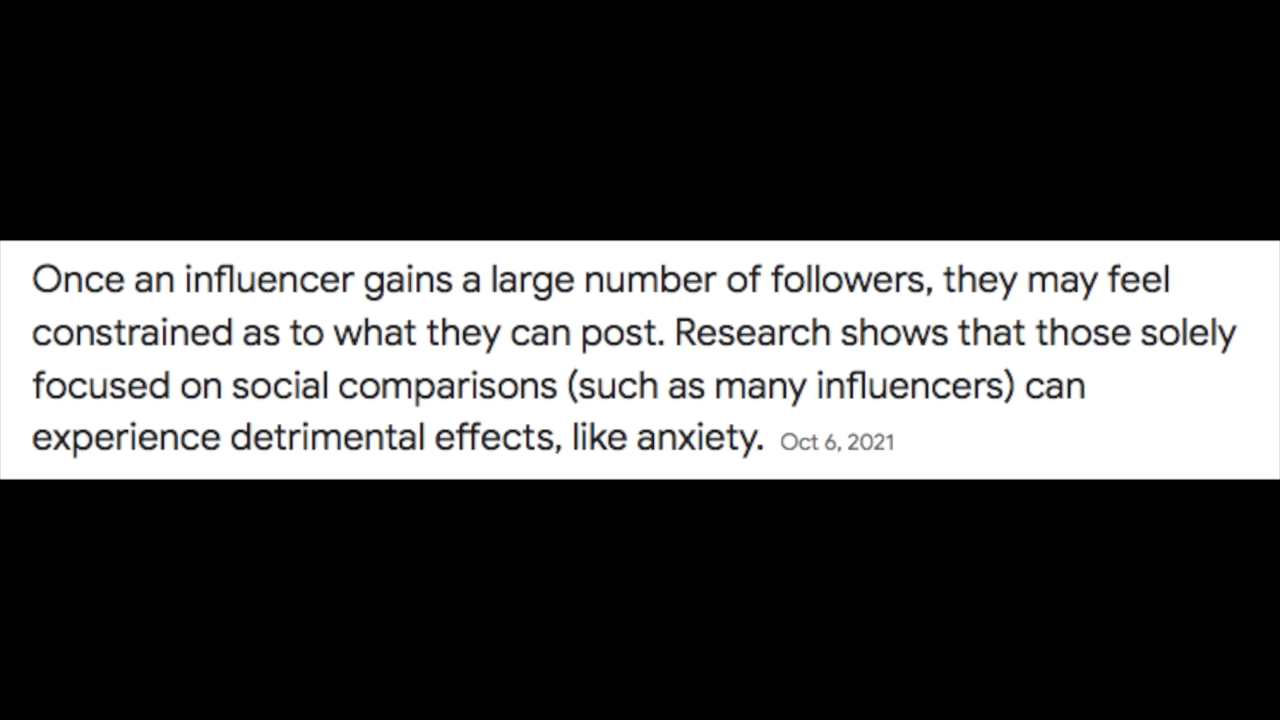 Once an influencer gains a large number of followers, they may feel
constrained as to what they can post. Research shows that those solely
focused on social comparisons (such as many influencers) can
experience detrimental effects, like anxiety. Oct 6, 2021